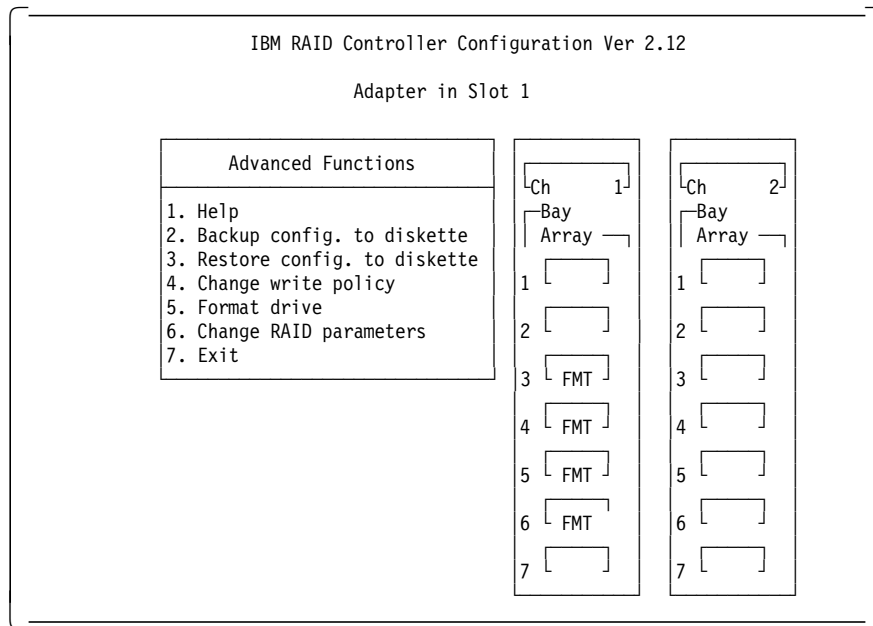 IBM RAID Controller Configuration Ver 2.12
Adapter in Slot 1
Advanced Functions
1. Help
2. Backup config. to diskette
3. Restore config. to diskette
4. Change write policy
5. Format drive
6. Change RAID parameters
7. Exit
Ch 1
Bay
Array
1
2
3 FMT
4 FMT
5 FMT
6 FMT
7
Ch 2
Bay
Array
1
2
3
4
5
6
7